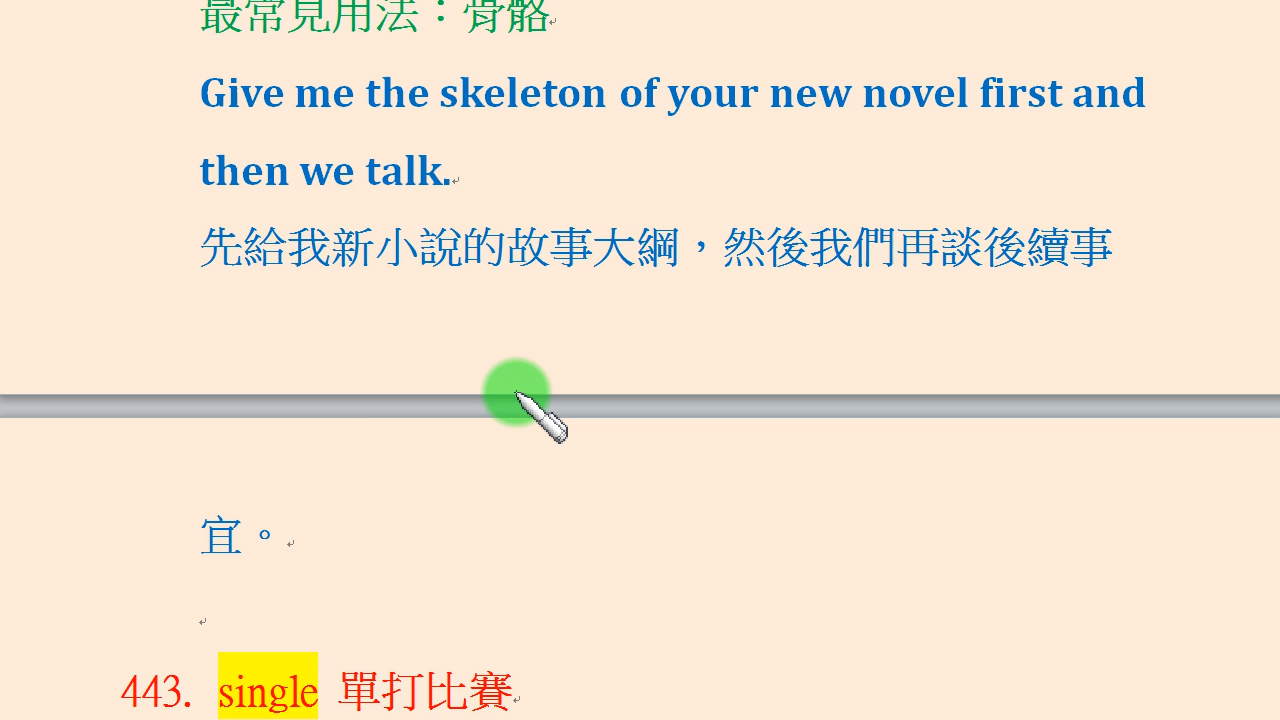 最常見用法：骨骼
Give me the skeleton of your new novel first and
then we talk.
先給我新小說的故事大綱，然後我們再談後續事
宜。
443. single 單打比賽